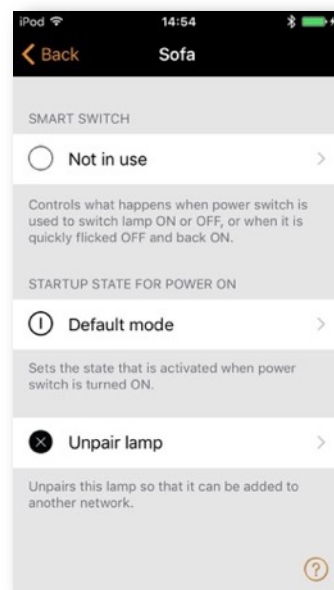 iPod 14:54
Back Sofa
SMART SWITCH
Not in use
Controls what happens when power switch is
used to switch lamp ON or OFF, or when it is
quickly flicked OFF and back ON.
STARTUP STATE FOR POWER ON
Default mode
Sets the state that is activated when power
switch is turned ON.
Unpair lamp
Unpairs this lamp so that it can be added to
another network.
?